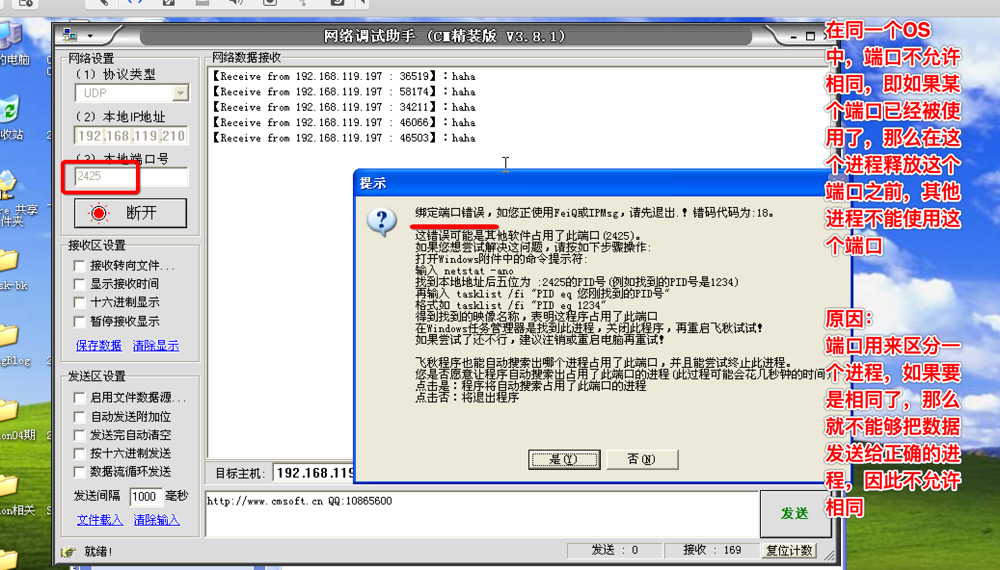 网络调试助手 (CM精装版 V3.8.1)
网络设置
(1) 协议类型
UDP
(2) 本地IP地址
192.168.119.210
(3) 本地端口号
2425
断开
接收区设置
接收转向文件...
显示接收时间
十六进制显示
暂停接收显示
保存数据 清除显示
发送区设置
启用文件数据源...
自动发送附加位
发送完自动清空
按十六进制发送
数据流循环发送
发送间隔 1000 毫秒
文件载入 清除输入
就绪!
网络数据接收
【Receive from 192.168.119.197 : 36519】：haha
【Receive from 192.168.119.197 : 58174】：haha
【Receive from 192.168.119.197 : 34211】：haha
【Receive from 192.168.119.197 : 46066】：haha
【Receive from 192.168.119.197 : 46503】：haha
提示
绑定端口错误，如您正使用FeiQ或IPMsg，请先退出.！错码代码为:18。
这错误可能是其他软件占用了此端口(2425)。
如果您想尝试解决这问题，请按如下步骤操作:
打开Windows附件中的命令提示符:
输入 netstat -ano
找到本地地址后五位为 :2425的PID号(例如找到的PID号是1234)
再输入 tasklist /fi "PID eq 您刚找到的PID号"
格式如 tasklist /fi "PID eq 1234"
得到找到的映像名称，表明这程序占用了此端口
在Windows任务管理器是找到此进程，关闭此程序，再重启飞秋试试！
如果尝试了还不行，建议注销或重启电脑再重试！
飞秋程序也能自动搜索出哪个进程占用了此端口，并且能尝试终止此进程。
您是否愿意让程序自动搜索出占用了此端口的进程(此过程可能会花几秒钟的时间)
点击是：程序将自动搜索占用了此端口的进程
点击否：将退出程序
是(Y) 否(N)
目标主机: 192.168.119
http://www.cmsoft.cn QQ:10865600
发送
发送 : 0 接收 : 169 复位计数
在同一个OS
中，端口不允许
相同，即如果某
个端口已经被使
用了，那么在这
个进程释放这个
端口之前，其他
进程不能使用这
个端口
原因：
端口用来区分一
个进程，如果要
是相同了，那么
就不能够把数据
发送给正确的进
程，因此不允许
相同
的电脑
收站
re 共享
件夹
sk-bk
gBlog
on04期
on相关